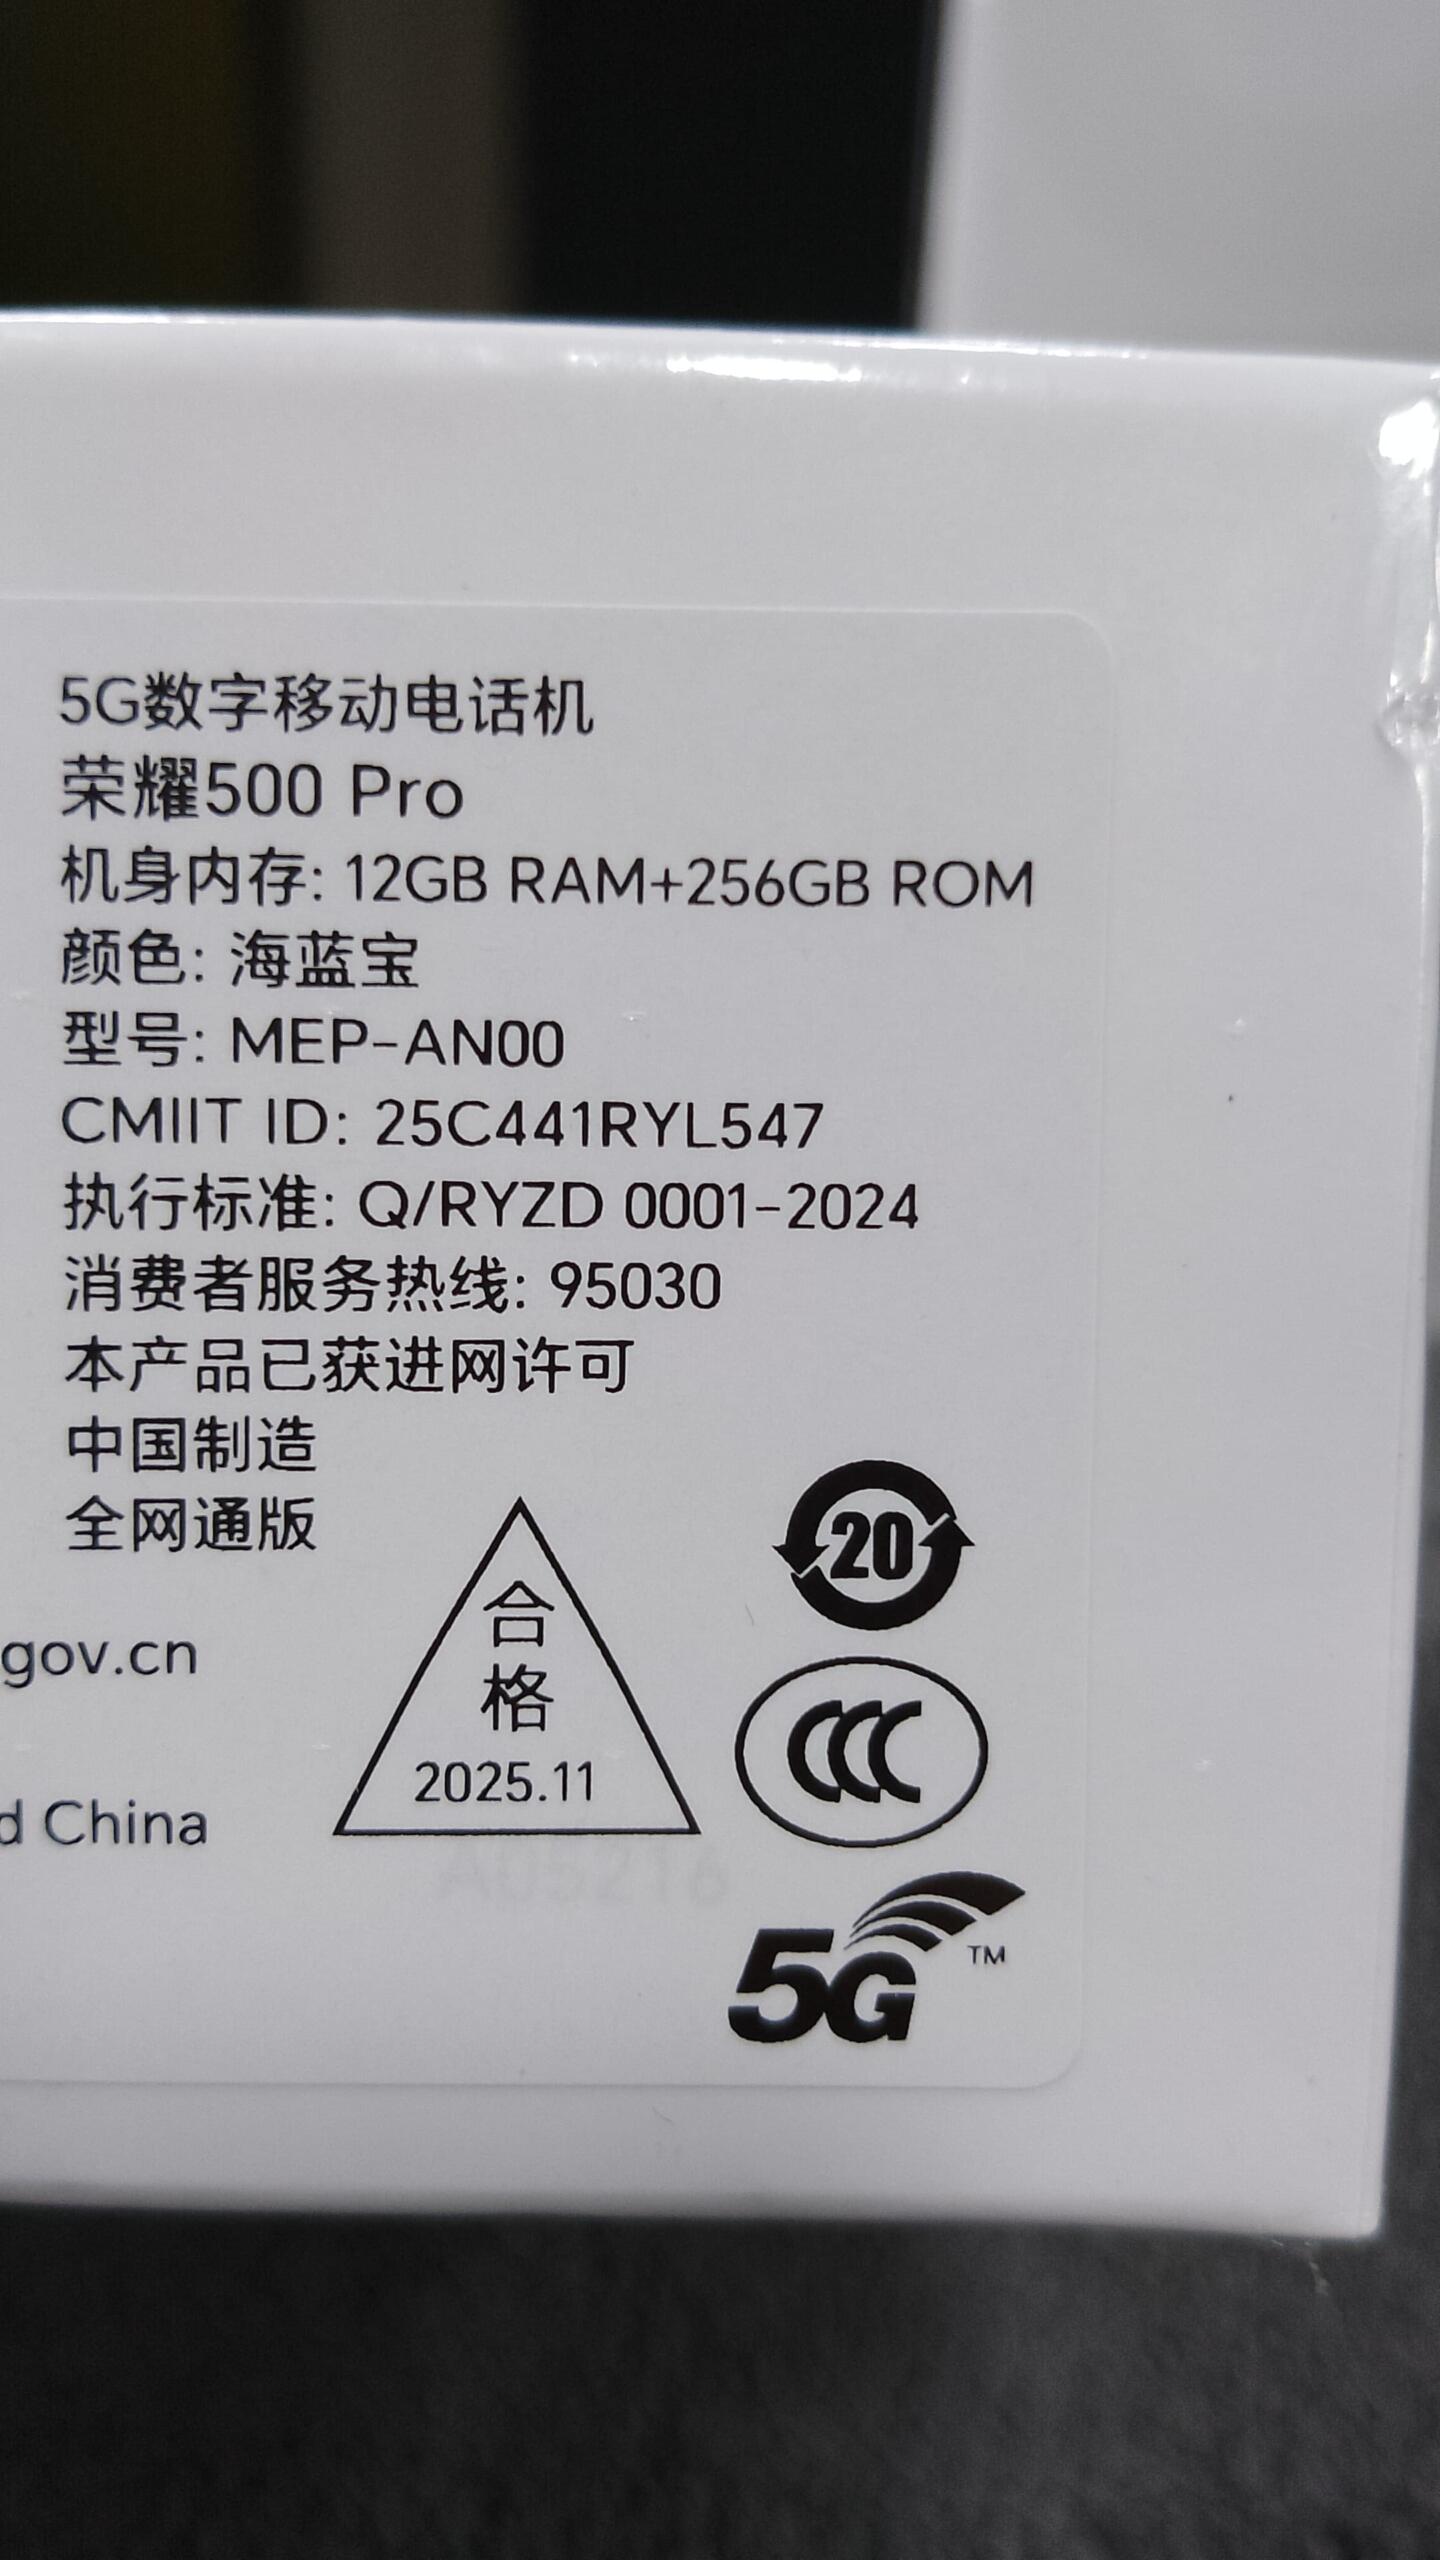 5G数字移动电话机
荣耀500 Pro
机身内存: 12GB RAM+256GB ROM
颜色: 海蓝宝
型号: MEP-AN00
CMIIT ID: 25C441RYL547
执行标准: Q/RYZD 0001-2024
消费者服务热线: 95030
本产品已获进网许可
中国制造
全网通版
gov.cn
d China
合
格
2025.11
A05216
20
CCC
5G TM